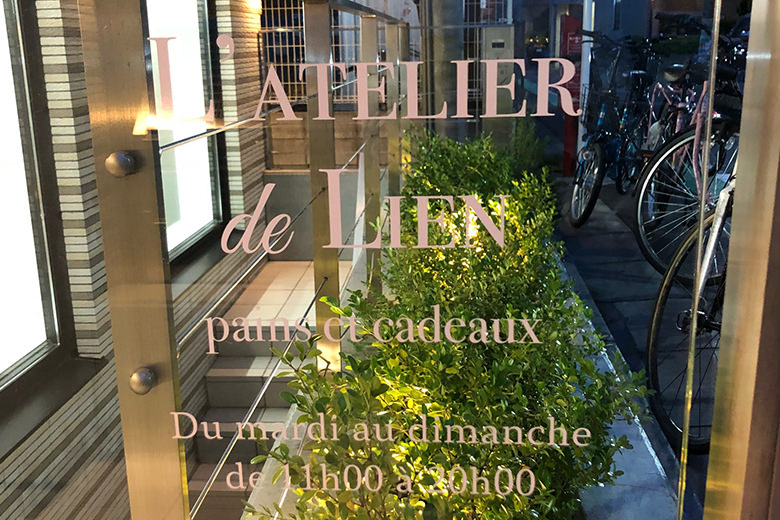 L'ATELIER
de LIEN
pains et cadeaux
Du mardi au dimanche
de 11h00 à 20h00